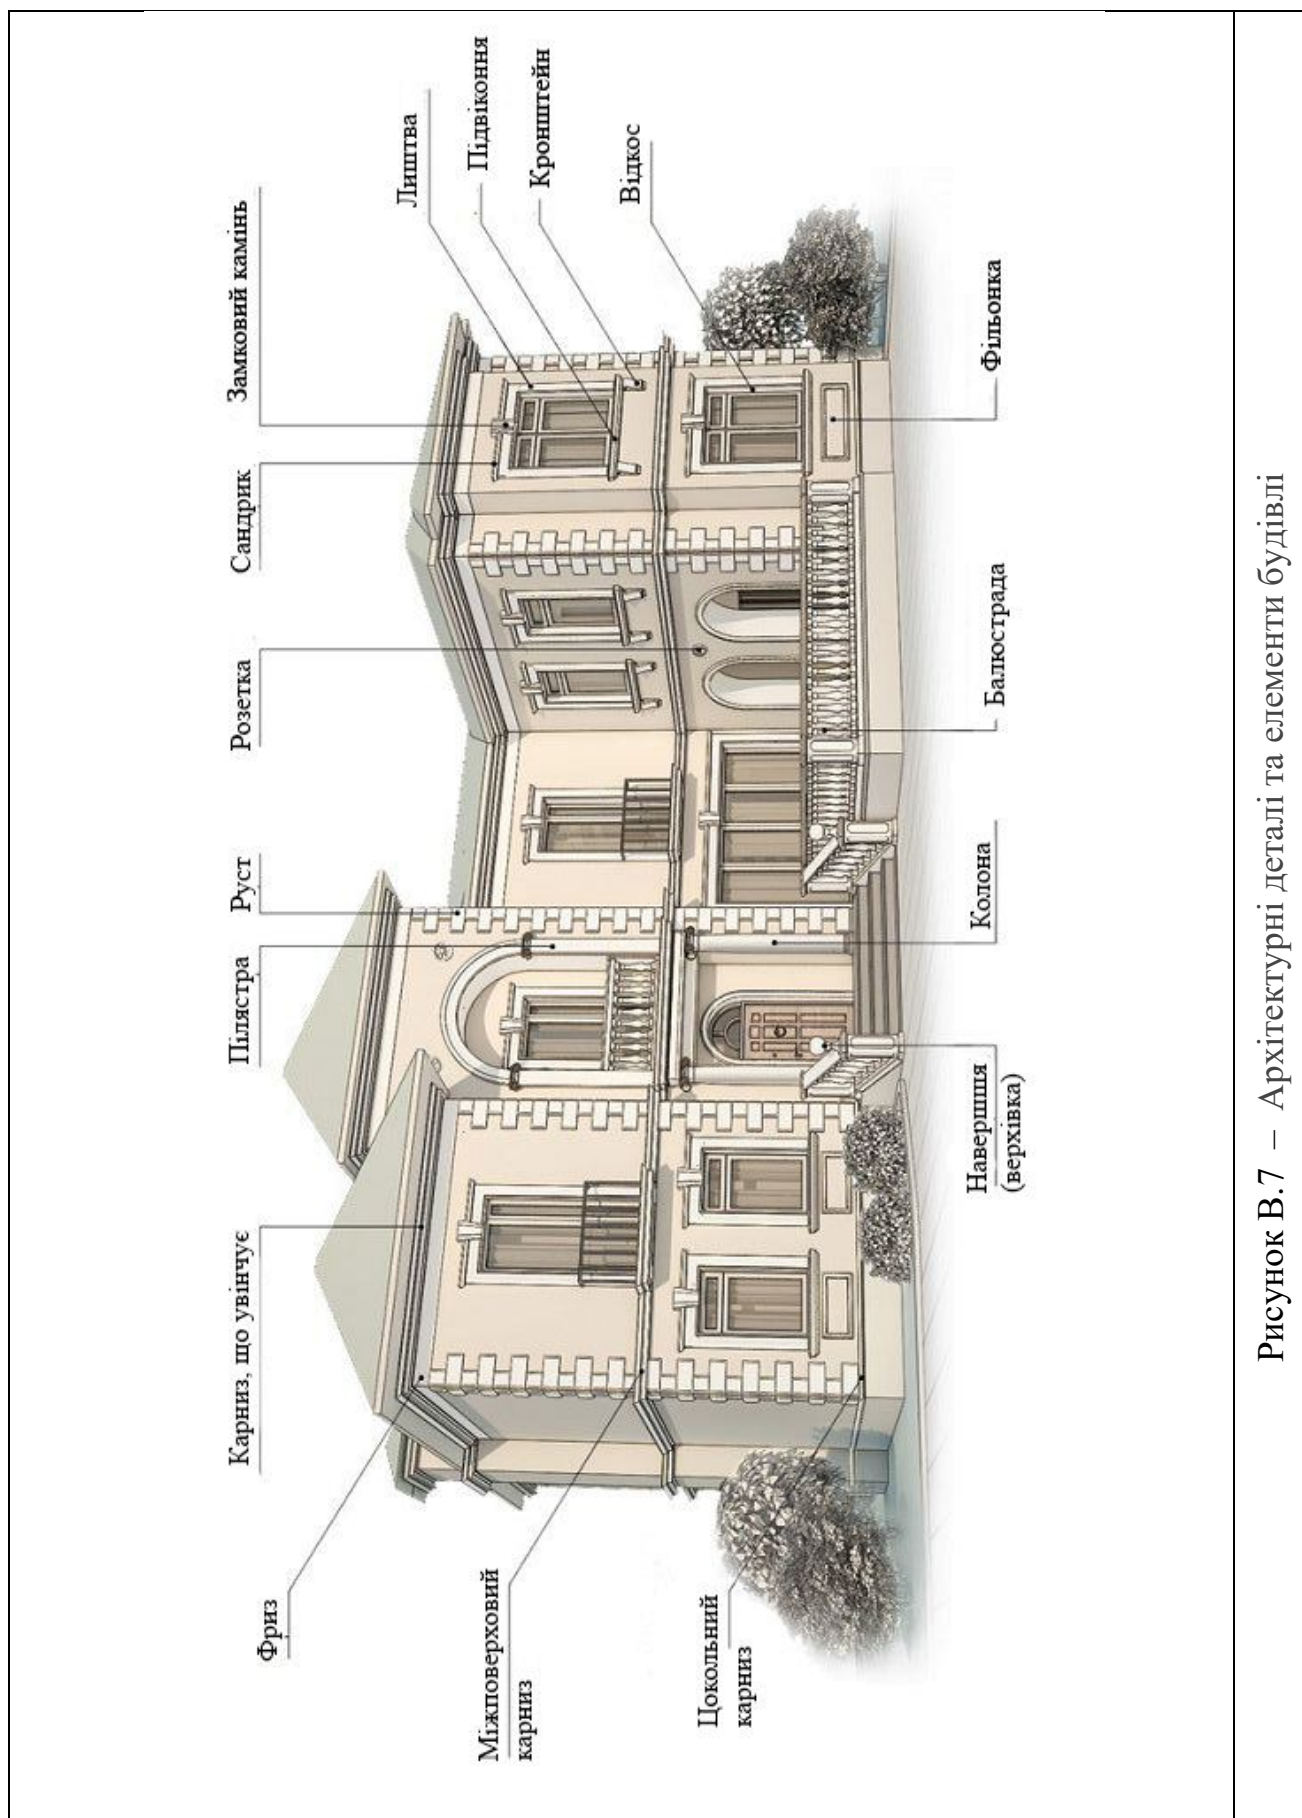 Фриз
Карниз, що увінчує
Пілястра
Руст
Розетка
Сандрик
Замковий камінь
Лиштва
Підвіконня
Кронштейн
Відкос
Міжповерховий
карниз
Цокольний
карниз
Навершшя
(верхівка)
Колона
Балюстрада
Фільонка
Рисунок В.7 – Архітектурні деталі та елементи будівлі